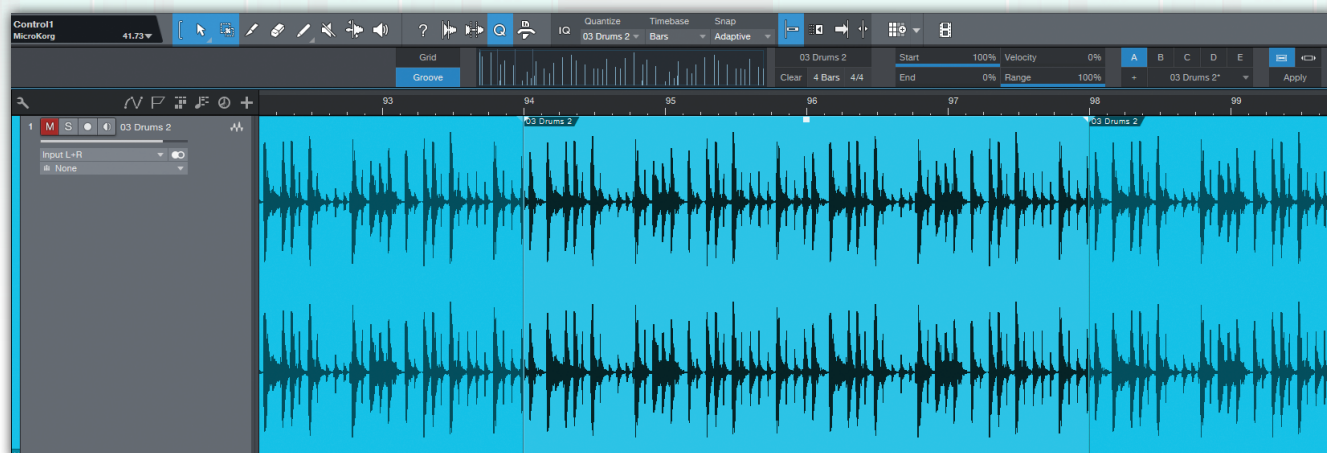 Control1
MicroKorg 41.73
? Q IQ Quantize Timebase Snap
03 Drums 2 Bars Adaptive
Grid 03 Drums 2 Start 100% Velocity 0% A B C D E
Groove Clear 4 Bars 4/4 End 0% Range 100% + 03 Drums 2* Apply
93 94 95 96 97 98 99
1 M S 03 Drums 2
03 Drums 2 03 Drums 2
Input L+R
None